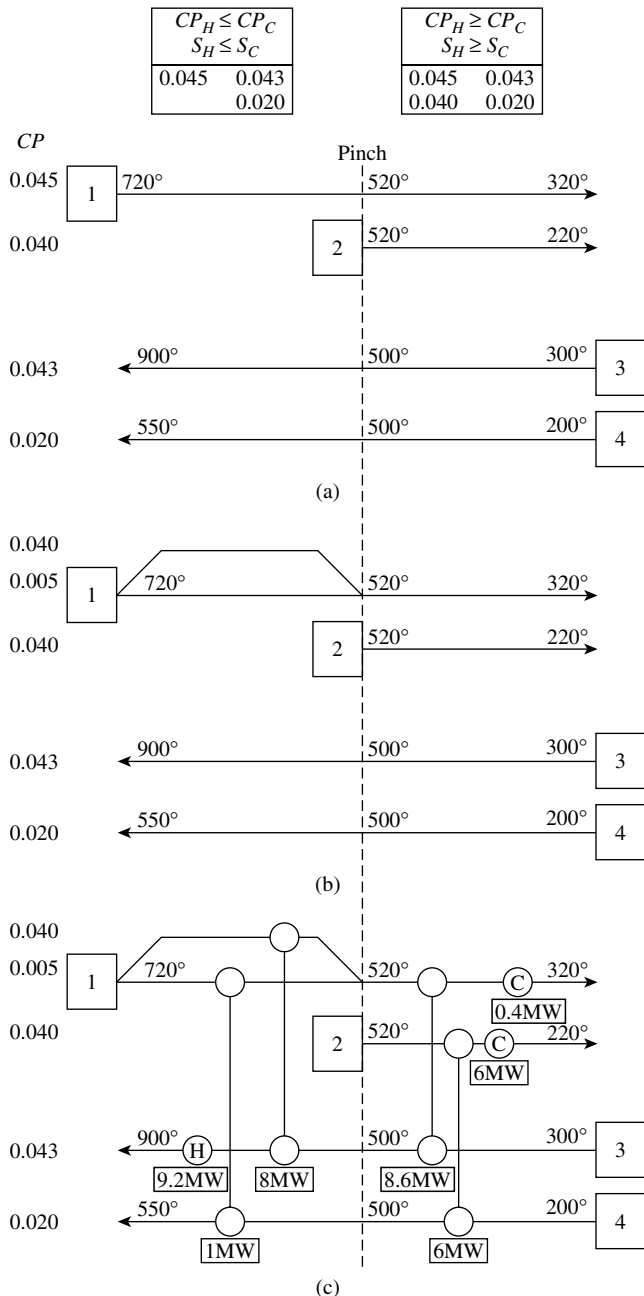 CP_H ≤ CP_C
S_H ≤ S_C
0.045 0.043
0.020
CP_H ≥ CP_C
S_H ≥ S_C
0.045 0.043
0.040 0.020
CP
Pinch
0.045 1 720° 520° 320°
0.040 2 520° 220°
0.043 900° 500° 300° 3
0.020 550° 500° 200° 4
(a)
0.040
0.005 1 720° 520° 320°
0.040 2 520° 220°
0.043 900° 500° 300° 3
0.020 550° 500° 200° 4
(b)
0.040
0.005 1 720° 520° C 320°
0.4MW
0.040 2 520° C 220°
6MW
0.043 900° H 500° 300° 3
9.2MW 8MW 8.6MW
0.020 550° 500° 200° 4
1MW 6MW
(c)